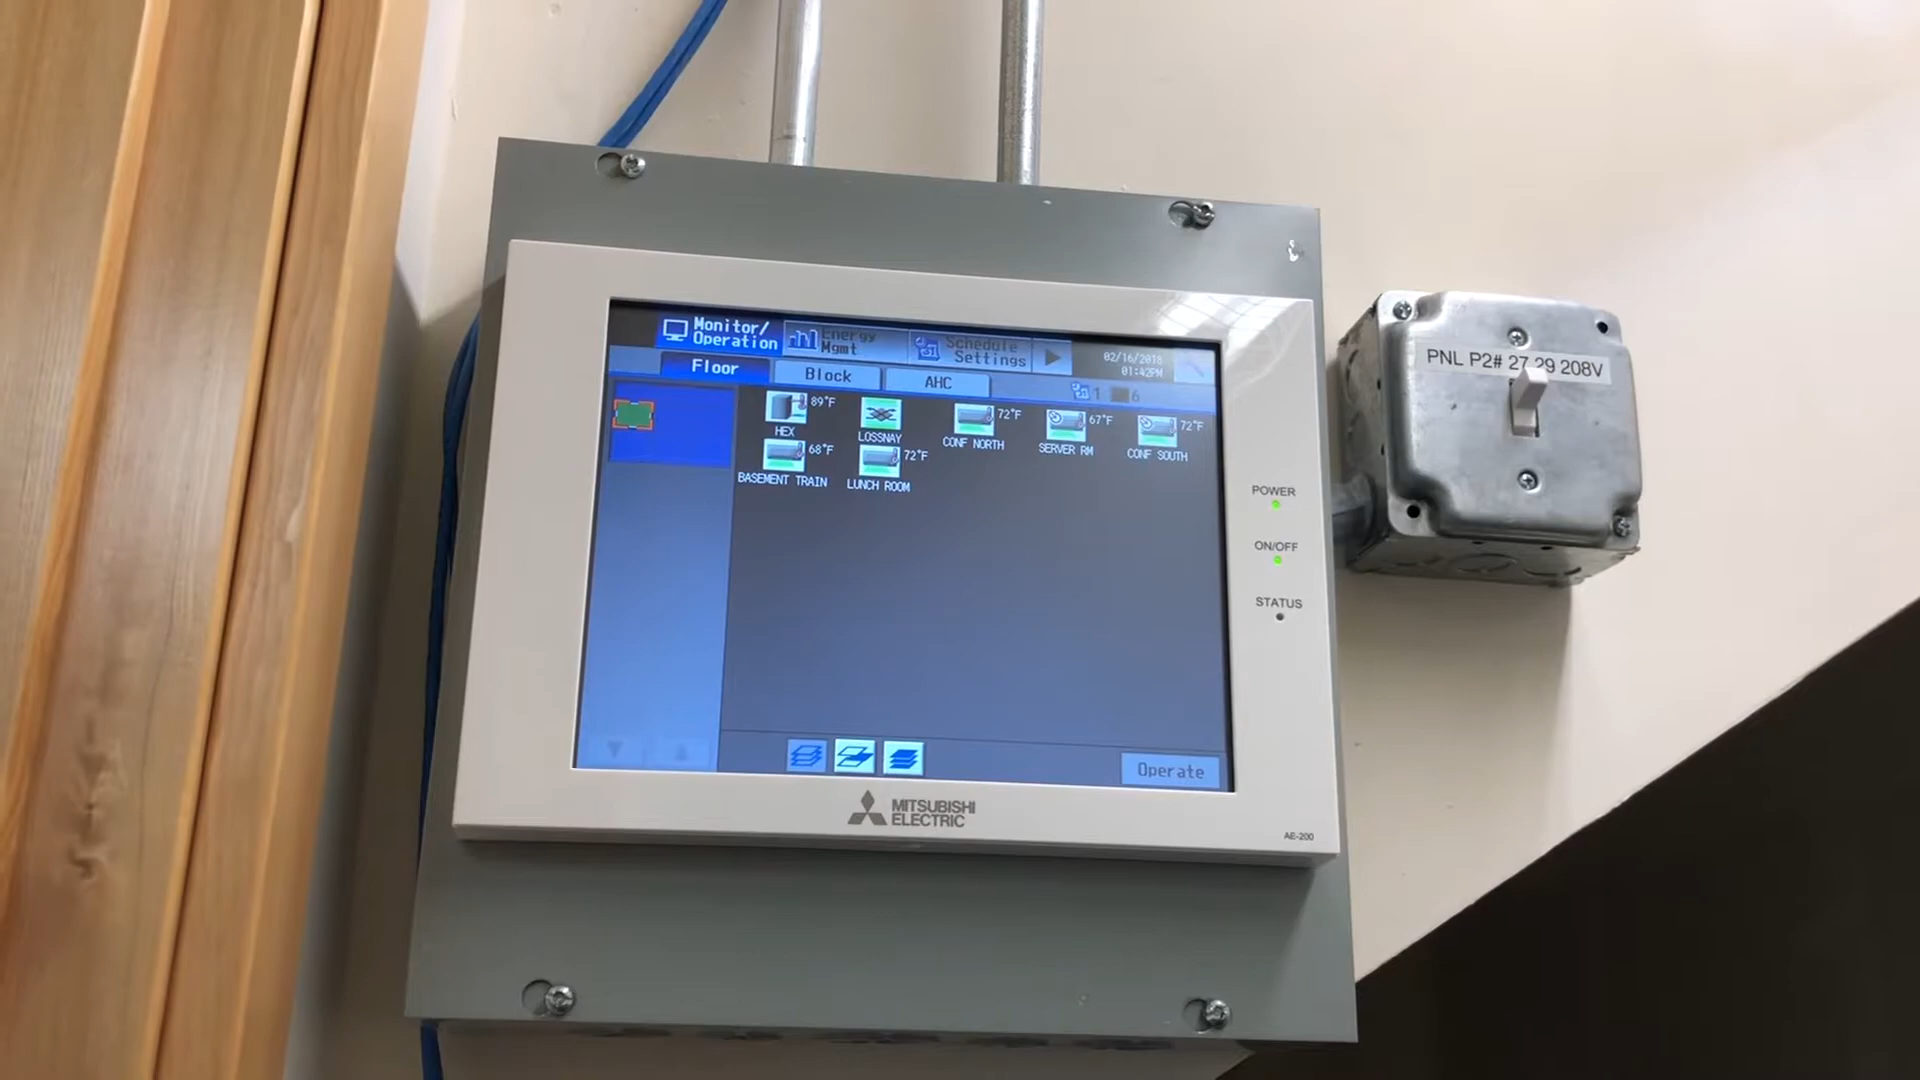 Monitor/
Operation
Energy
Mgmt
Schedule
Settings
02/16/2018
01:42PM
Floor
Block
AHC
1
6
HEX
89°F
LOSSNAY
CONF NORTH
72°F
SERVER RM
67°F
CONF SOUTH
72°F
BASEMENT TRAIN
68°F
LUNCH ROOM
72°F
Operate
MITSUBISHI
ELECTRIC
AE-200
POWER
ON/OFF
STATUS
PNL P2# 27 29 208V